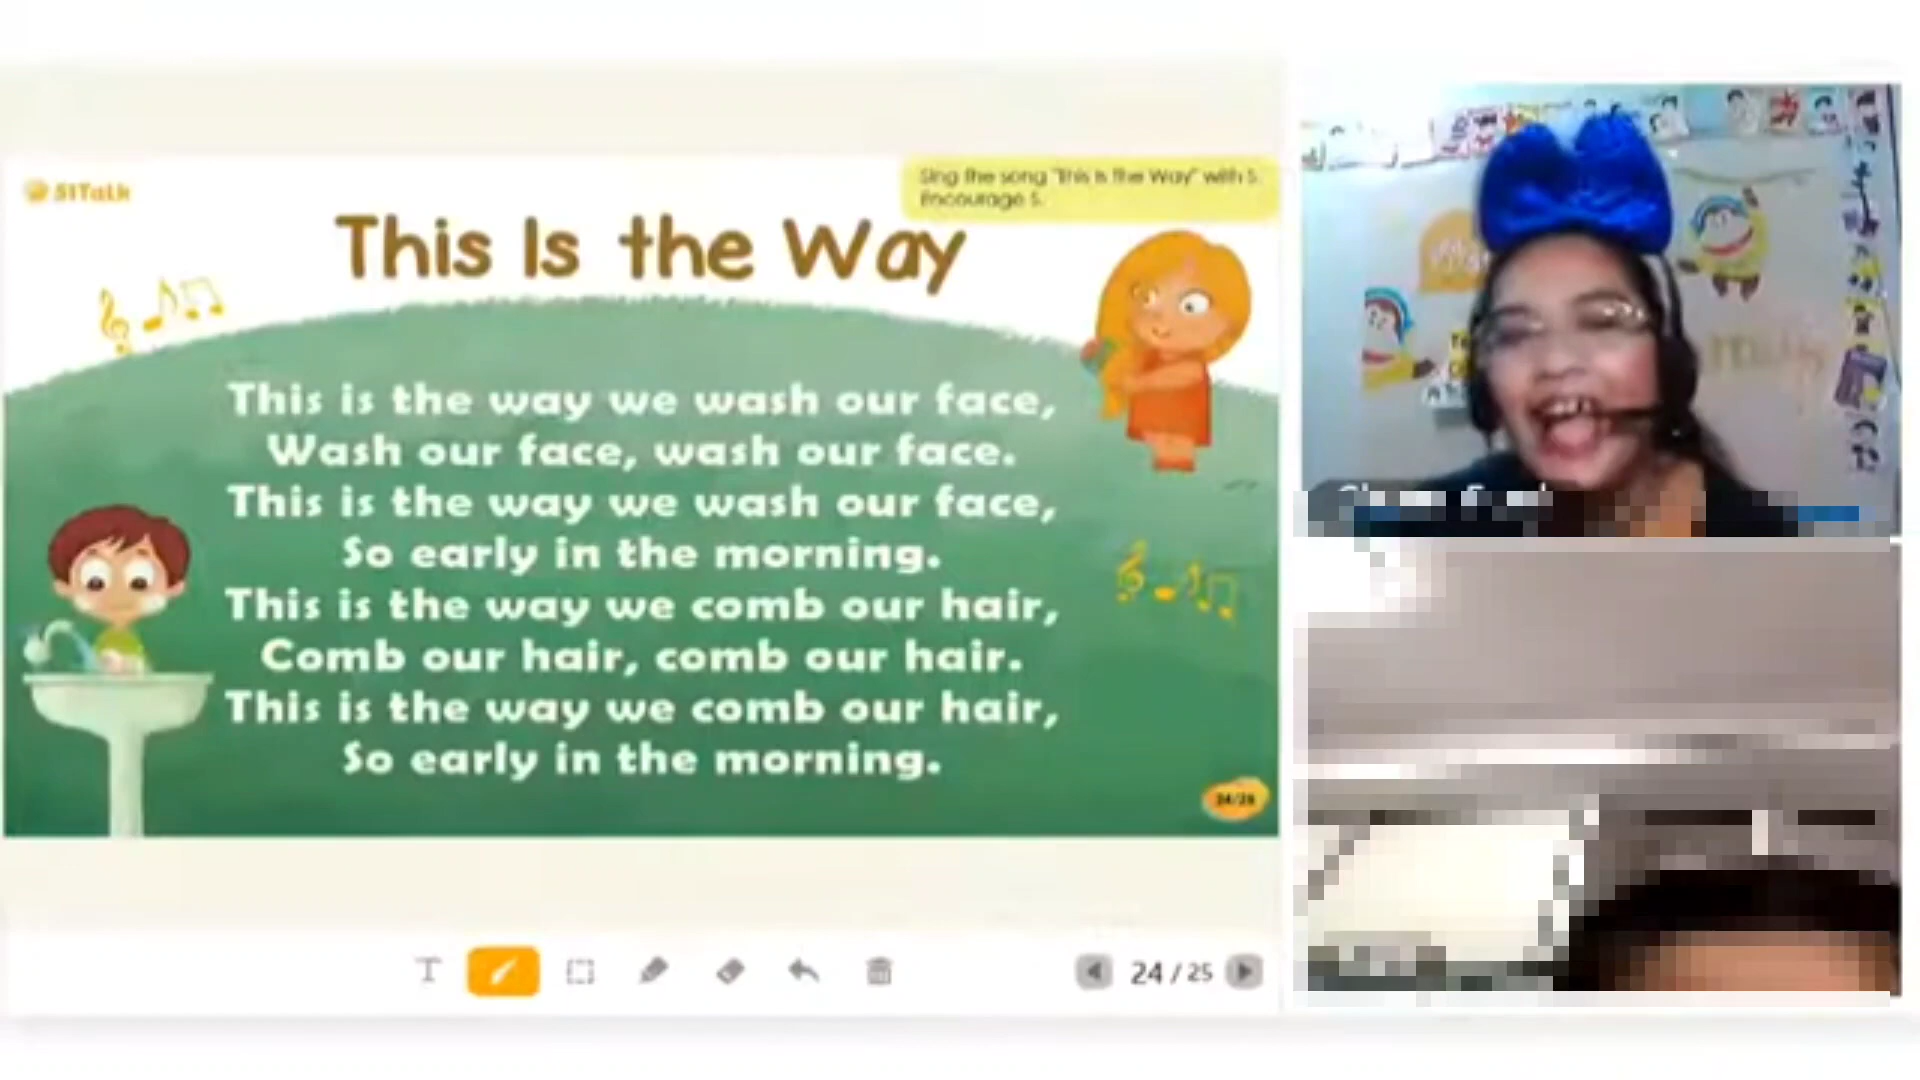 51Talk
Sing the song "This Is The Way" with S.
Encourage S.
This Is the Way
This is the way we wash our face,
Wash our face, wash our face.
This is the way we wash our face,
So early in the morning.
This is the way we comb our hair,
Comb our hair, comb our hair.
This is the way we comb our hair,
So early in the morning.
24/25
T
24 / 25